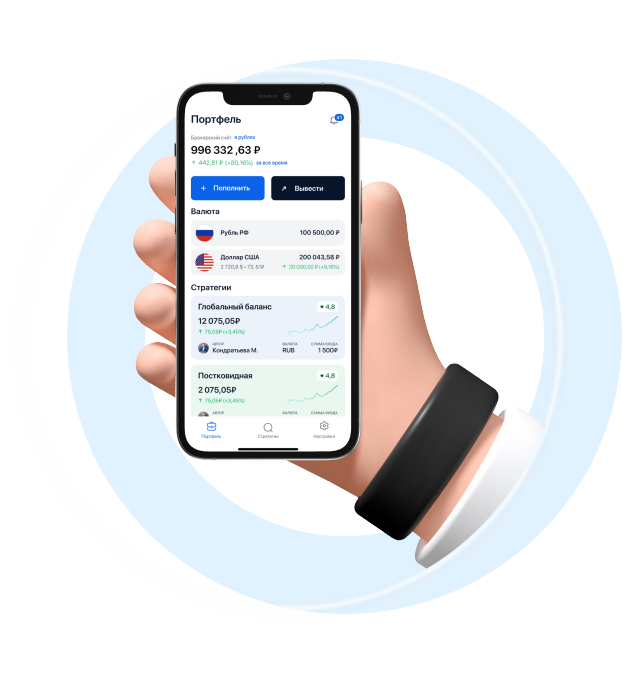 Портфель
41
Брокерский счёт в рублях
996 332 ,63 ₽
↑ 442,81 ₽ (+80,16%) за все время
+ Пополнить
↗ Вывести
Валюта
Рубль РФ 100 500,00 ₽
Доллар США 200 043,58 ₽
2 720,8 $ • 73, 51₽ ↑ 20 000,92 ₽ (+9,16%)
Стратегии
Глобальный баланс ★ 4,8
12 075,05₽
↑ 75,05₽ (+3,45%)
АВТОР ВАЛЮТА СУММА ВХОДА
Кондратьева М. RUB 1 500₽
Постковидная ★ 4,8
2 075,05₽
↑ 75,05₽ (+3,45%)
АВТОР ВАЛЮТА СУММА ВХОДА
Портфель Стратегии Настройки